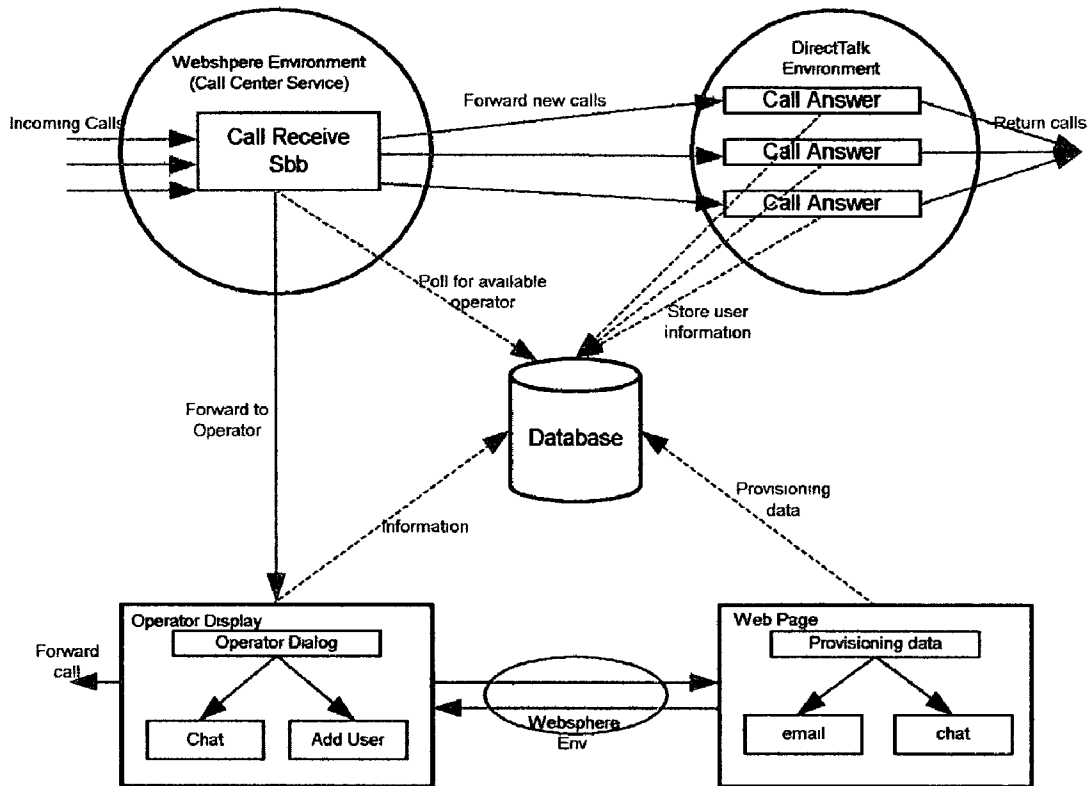 Webshpere Environment
(Call Center Service)
DirectTalk
Environment
Incoming Calls
Call Receive
Sbb
Forward new calls
Call Answer
Call Answer
Call Answer
Return calls
Poll for available
operator
Store user
information
Forward to
Operator
Database
Information
Provisioning
data
Operator Display
Operator Dialog
Forward
call
Chat
Add User
Websphere
Env
Web Page
Provisioning data
email
chat